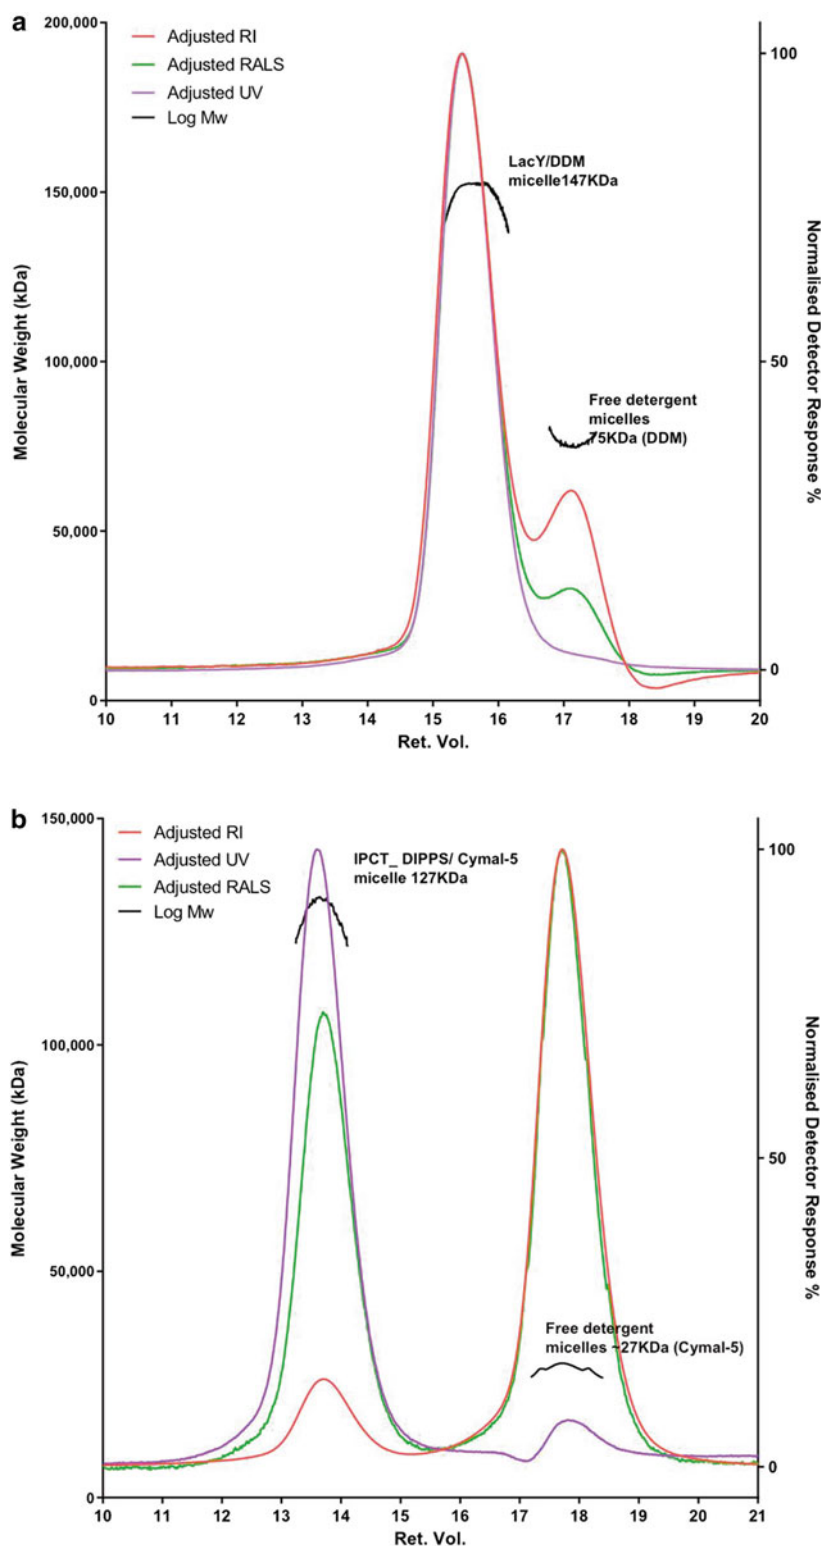 a
200,000
150,000
100,000
50,000
0
Molecular Weight (kDa)
Adjusted RI
Adjusted RALS
Adjusted UV
Log Mw
LacY/DDM
micelle147KDa
Free detergent
micelles
75KDa (DDM)
100
50
0
Normalised Detector Response %
10 11 12 13 14 15 16 17 18 19 20
Ret. Vol.
b
150,000
100,000
50,000
0
Molecular Weight (kDa)
Adjusted RI
Adjusted UV
Adjusted RALS
Log Mw
IPCT_ DIPPS/ Cymal-5
micelle 127KDa
Free detergent
micelles ~27KDa (Cymal-5)
100
50
0
Normalised Detector Response %
10 11 12 13 14 15 16 17 18 19 20 21
Ret. Vol.